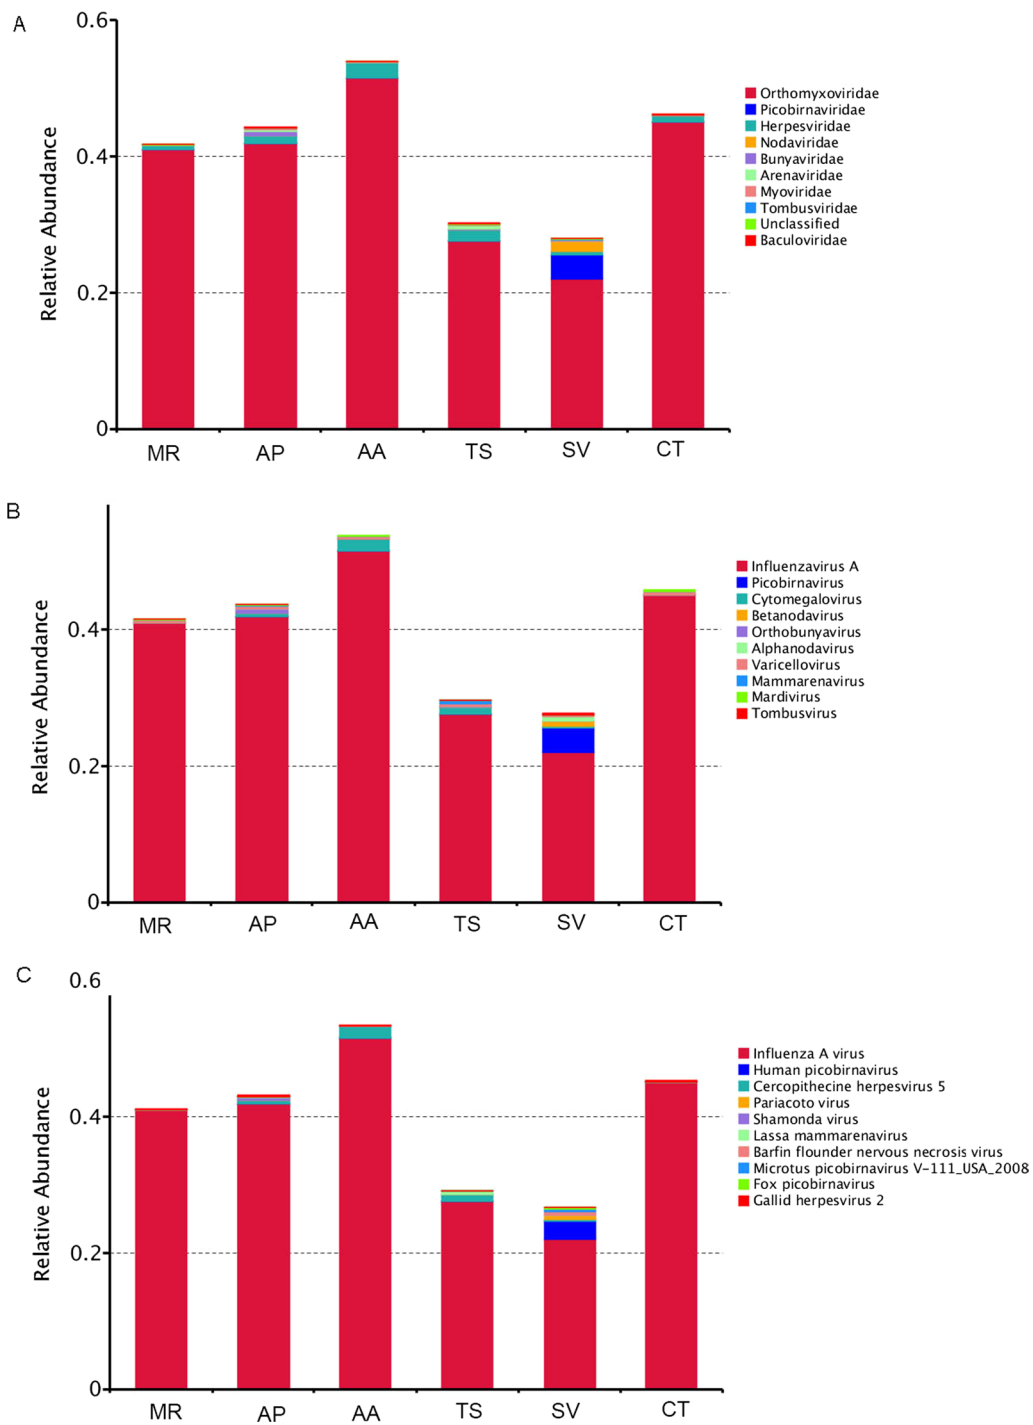 A
0.6
0.4
0.2
0
Relative Abundance
Orthomyxoviridae
Picobirnaviridae
Herpesviridae
Nodaviridae
Bunyaviridae
Arenaviridae
Myoviridae
Tombusviridae
Unclassified
Baculoviridae
MR AP AA TS SV CT
B
0.4
0.2
0
Relative Abundance
Influenzavirus A
Picobirnavirus
Cytomegalovirus
Betanodavirus
Orthobunyavirus
Alphanodavirus
Varicellovirus
Mammarenavirus
Mardivirus
Tombusvirus
MR AP AA TS SV CT
C
0.6
0.4
0.2
0
Relative Abundance
Influenza A virus
Human picobirnavirus
Cercopithecine herpesvirus 5
Pariacoto virus
Shamonda virus
Lassa mammarenavirus
Barfin flounder nervous necrosis virus
Microtus picobirnavirus V-111_USA_2008
Fox picobirnavirus
Gallid herpesvirus 2
MR AP AA TS SV CT